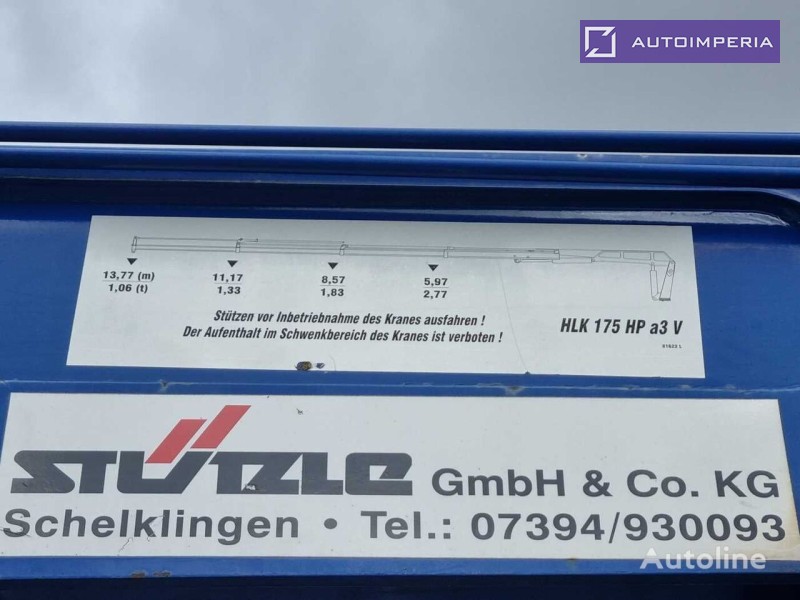 AUTOIMPERIA
13,77 (m) 11,17 8,57 5,97
1,06 (t) 1,33 1,83 2,77
Stützen vor Inbetriebnahme des Kranes ausfahren !
Der Aufenthalt im Schwenkbereich des Kranes ist verboten !
HLK 175 HP a3 V
STÜTZLE GmbH & Co. KG
Schelklingen • Tel.: 07394/930093
Autoline